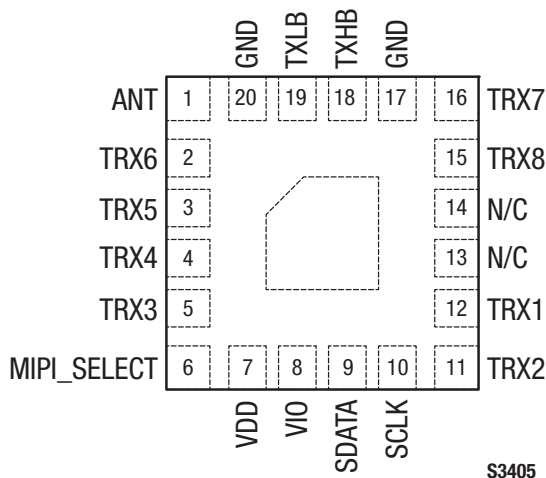 GND TXLB TXHB GND
ANT 1 20 19 18 17 16 TRX7
TRX6 2 15 TRX8
TRX5 3 14 N/C
TRX4 4 13 N/C
TRX3 5 12 TRX1
MIPI_SELECT 6 7 8 9 10 11 TRX2
VDD VIO SDATA SCLK
S3405